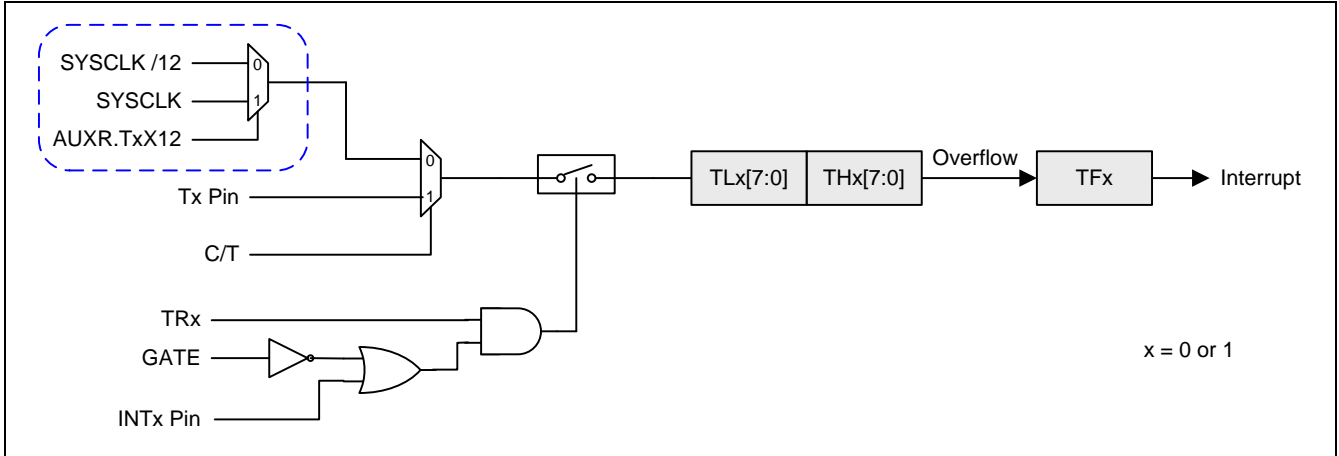 SYSCLK /12
0
SYSCLK
1
AUXR.TxX12
0
Tx Pin
1
C/T
TLx[7:0]
THx[7:0]
Overflow
TFx
Interrupt
TRx
GATE
INTx Pin
x = 0 or 1